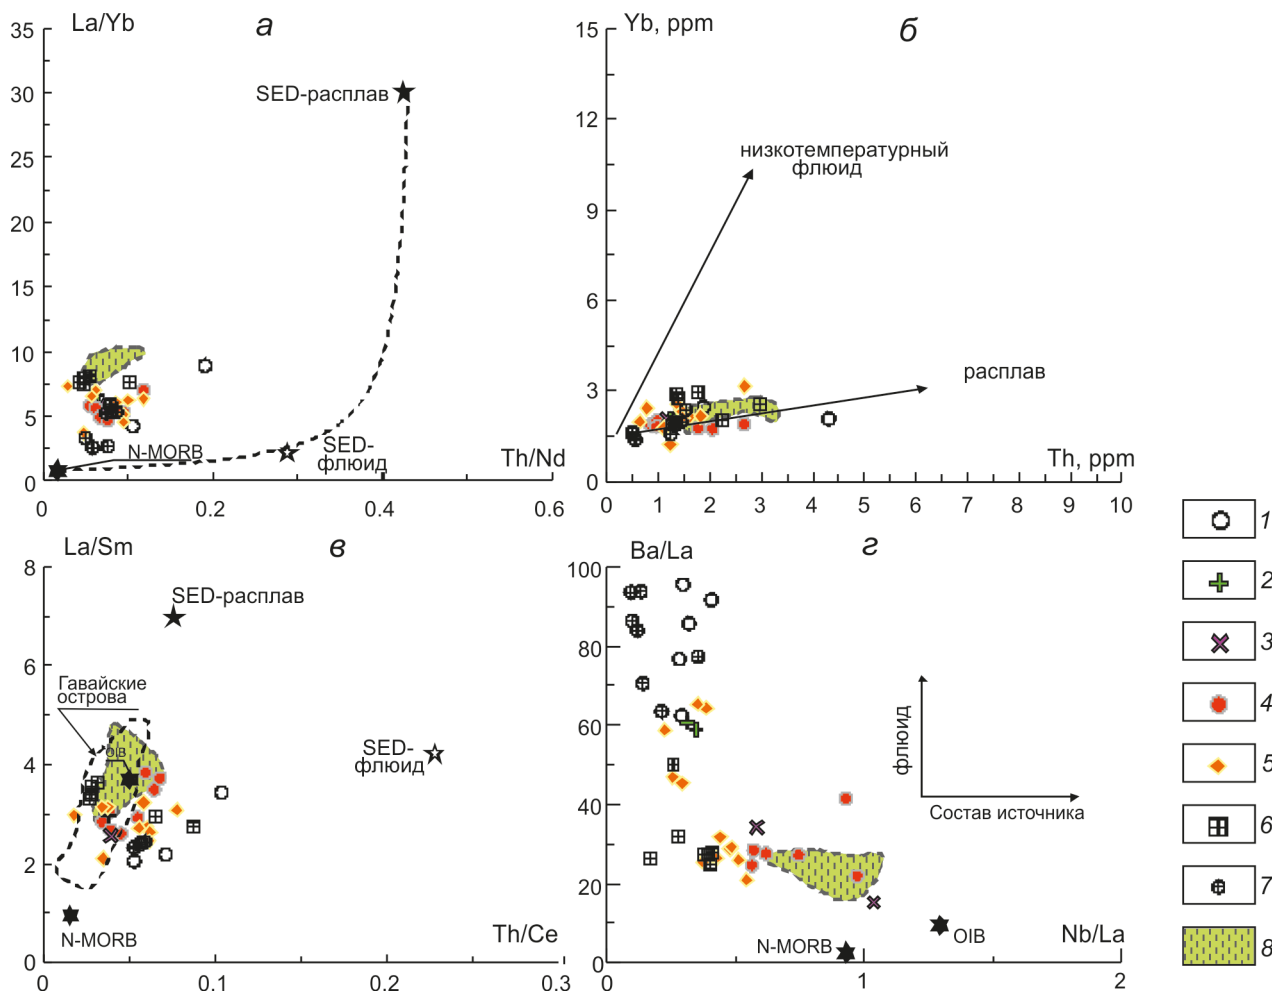 La/Yb
а
35
30
25
20
15
10
5
0
SED-расплав
N-MORB
SED-
флюид
Th/Nd
0
0.2
0.4
0.6
Yb, ppm
б
15
12
9
6
3
0
низкотемпературный
флюид
расплав
Th, ppm
0
1
2
3
4
5
6
7
8
9
10
La/Sm
в
8
6
4
2
0
SED-расплав
Гавайские
острова
OIB
SED-
флюид
N-MORB
Th/Ce
0
0.1
0.2
0.3
Ba/La
г
100
80
60
40
20
0
флюид
Состав источника
N-MORB
OIB
Nb/La
0
1
2
1
2
3
4
5
6
7
8